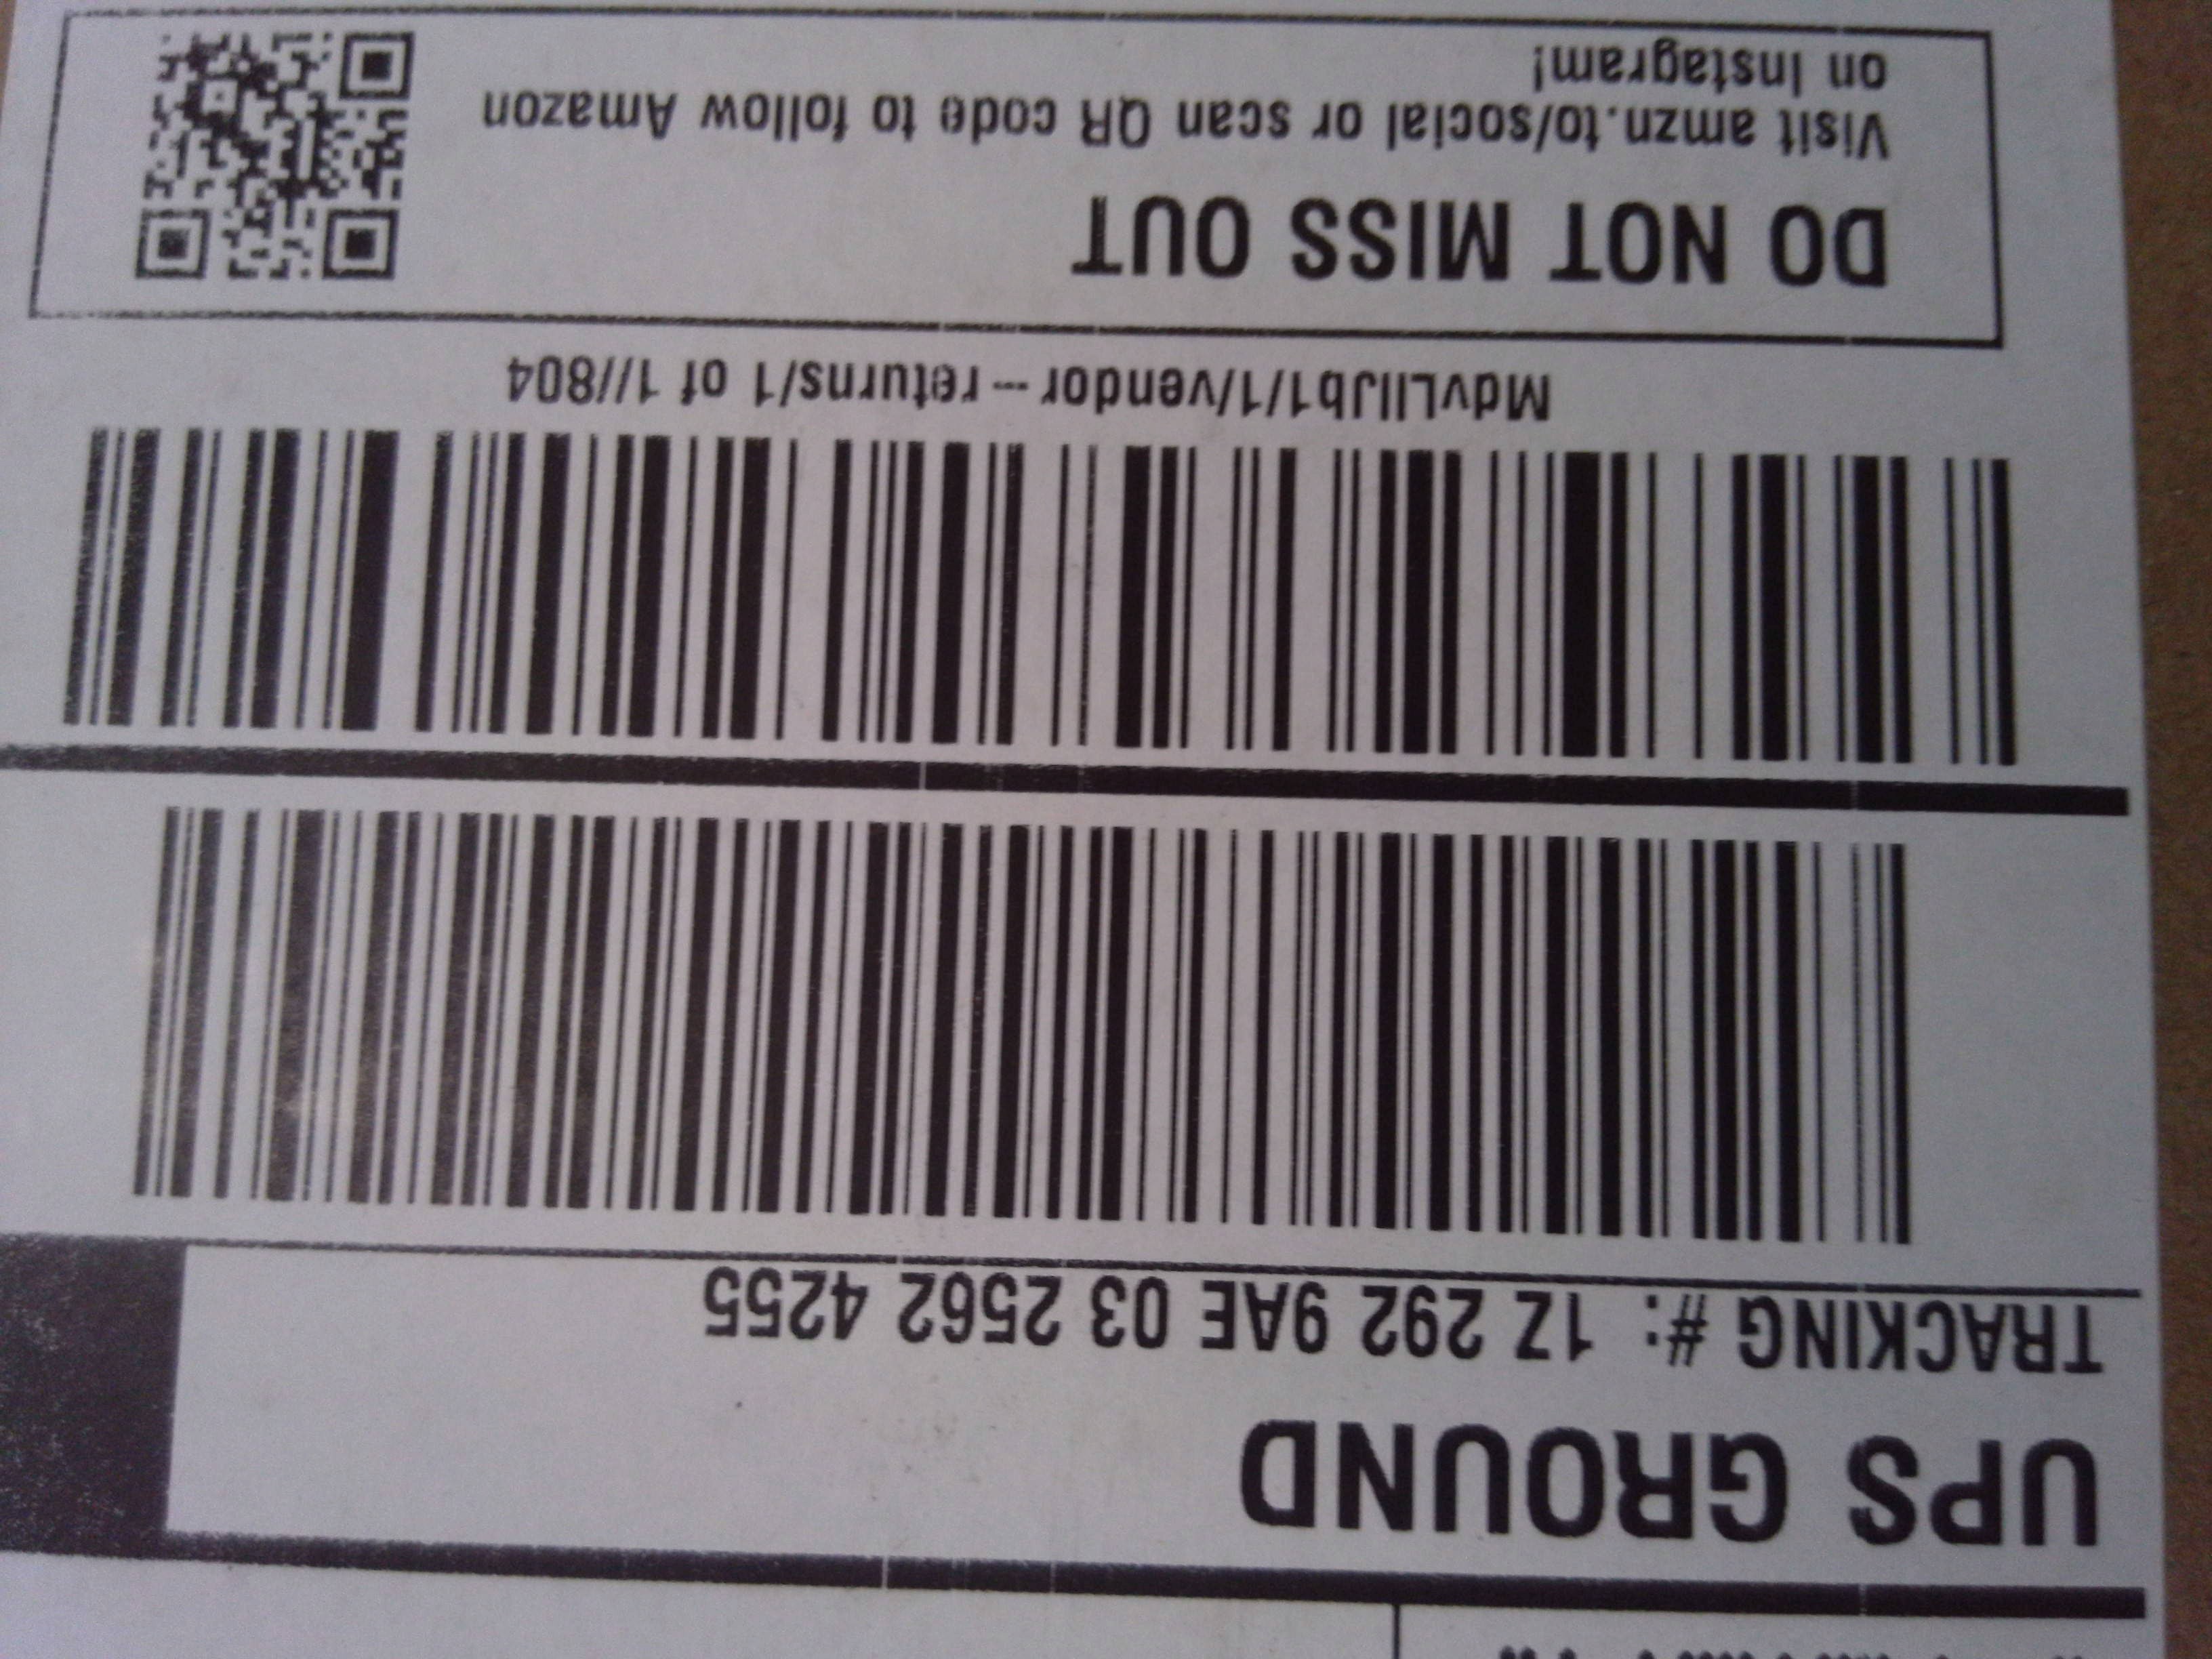 UPS GROUND
TRACKING #: 1Z 292 9AE 03 2562 4255
MdvLlIJb1/1/vendor--returns/1 of 1//804
DO NOT MISS OUT
Visit amzn.to/social or scan QR code to follow Amazon
on Instagram!